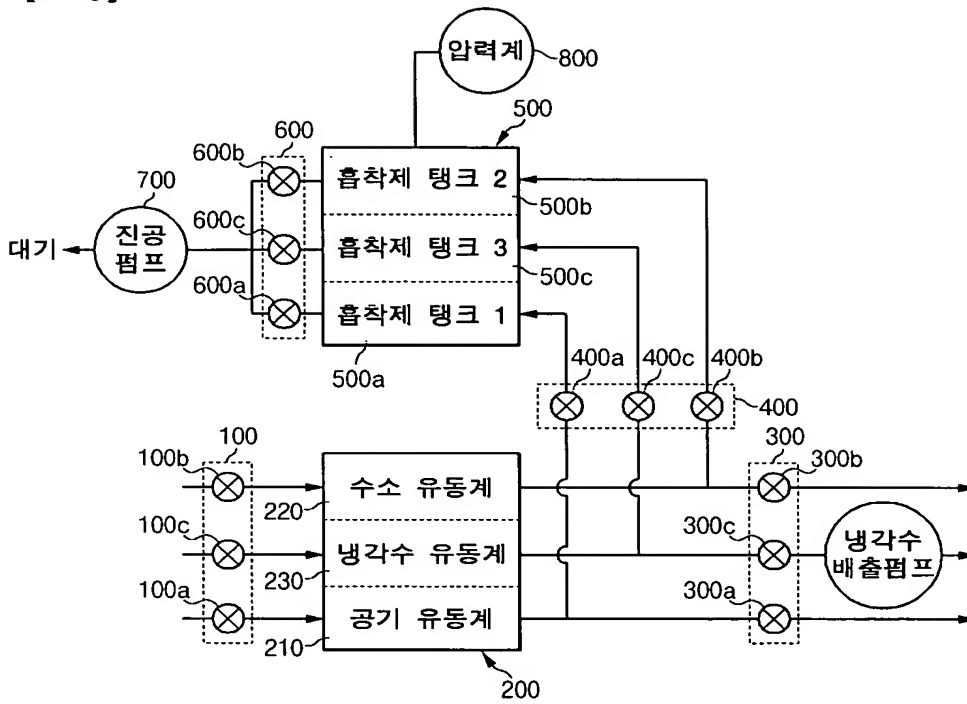 압력계
800
500
600
600b
흡착제 탱크 2
500b
700
진공
펌프
대기
600c
흡착제 탱크 3
500c
600a
흡착제 탱크 1
500a
400a
400c
400b
400
100
300
100b
수소 유동계
220
300b
100c
냉각수 유동계
230
300c
냉각수
배출펌프
100a
공기 유동계
210
300a
200